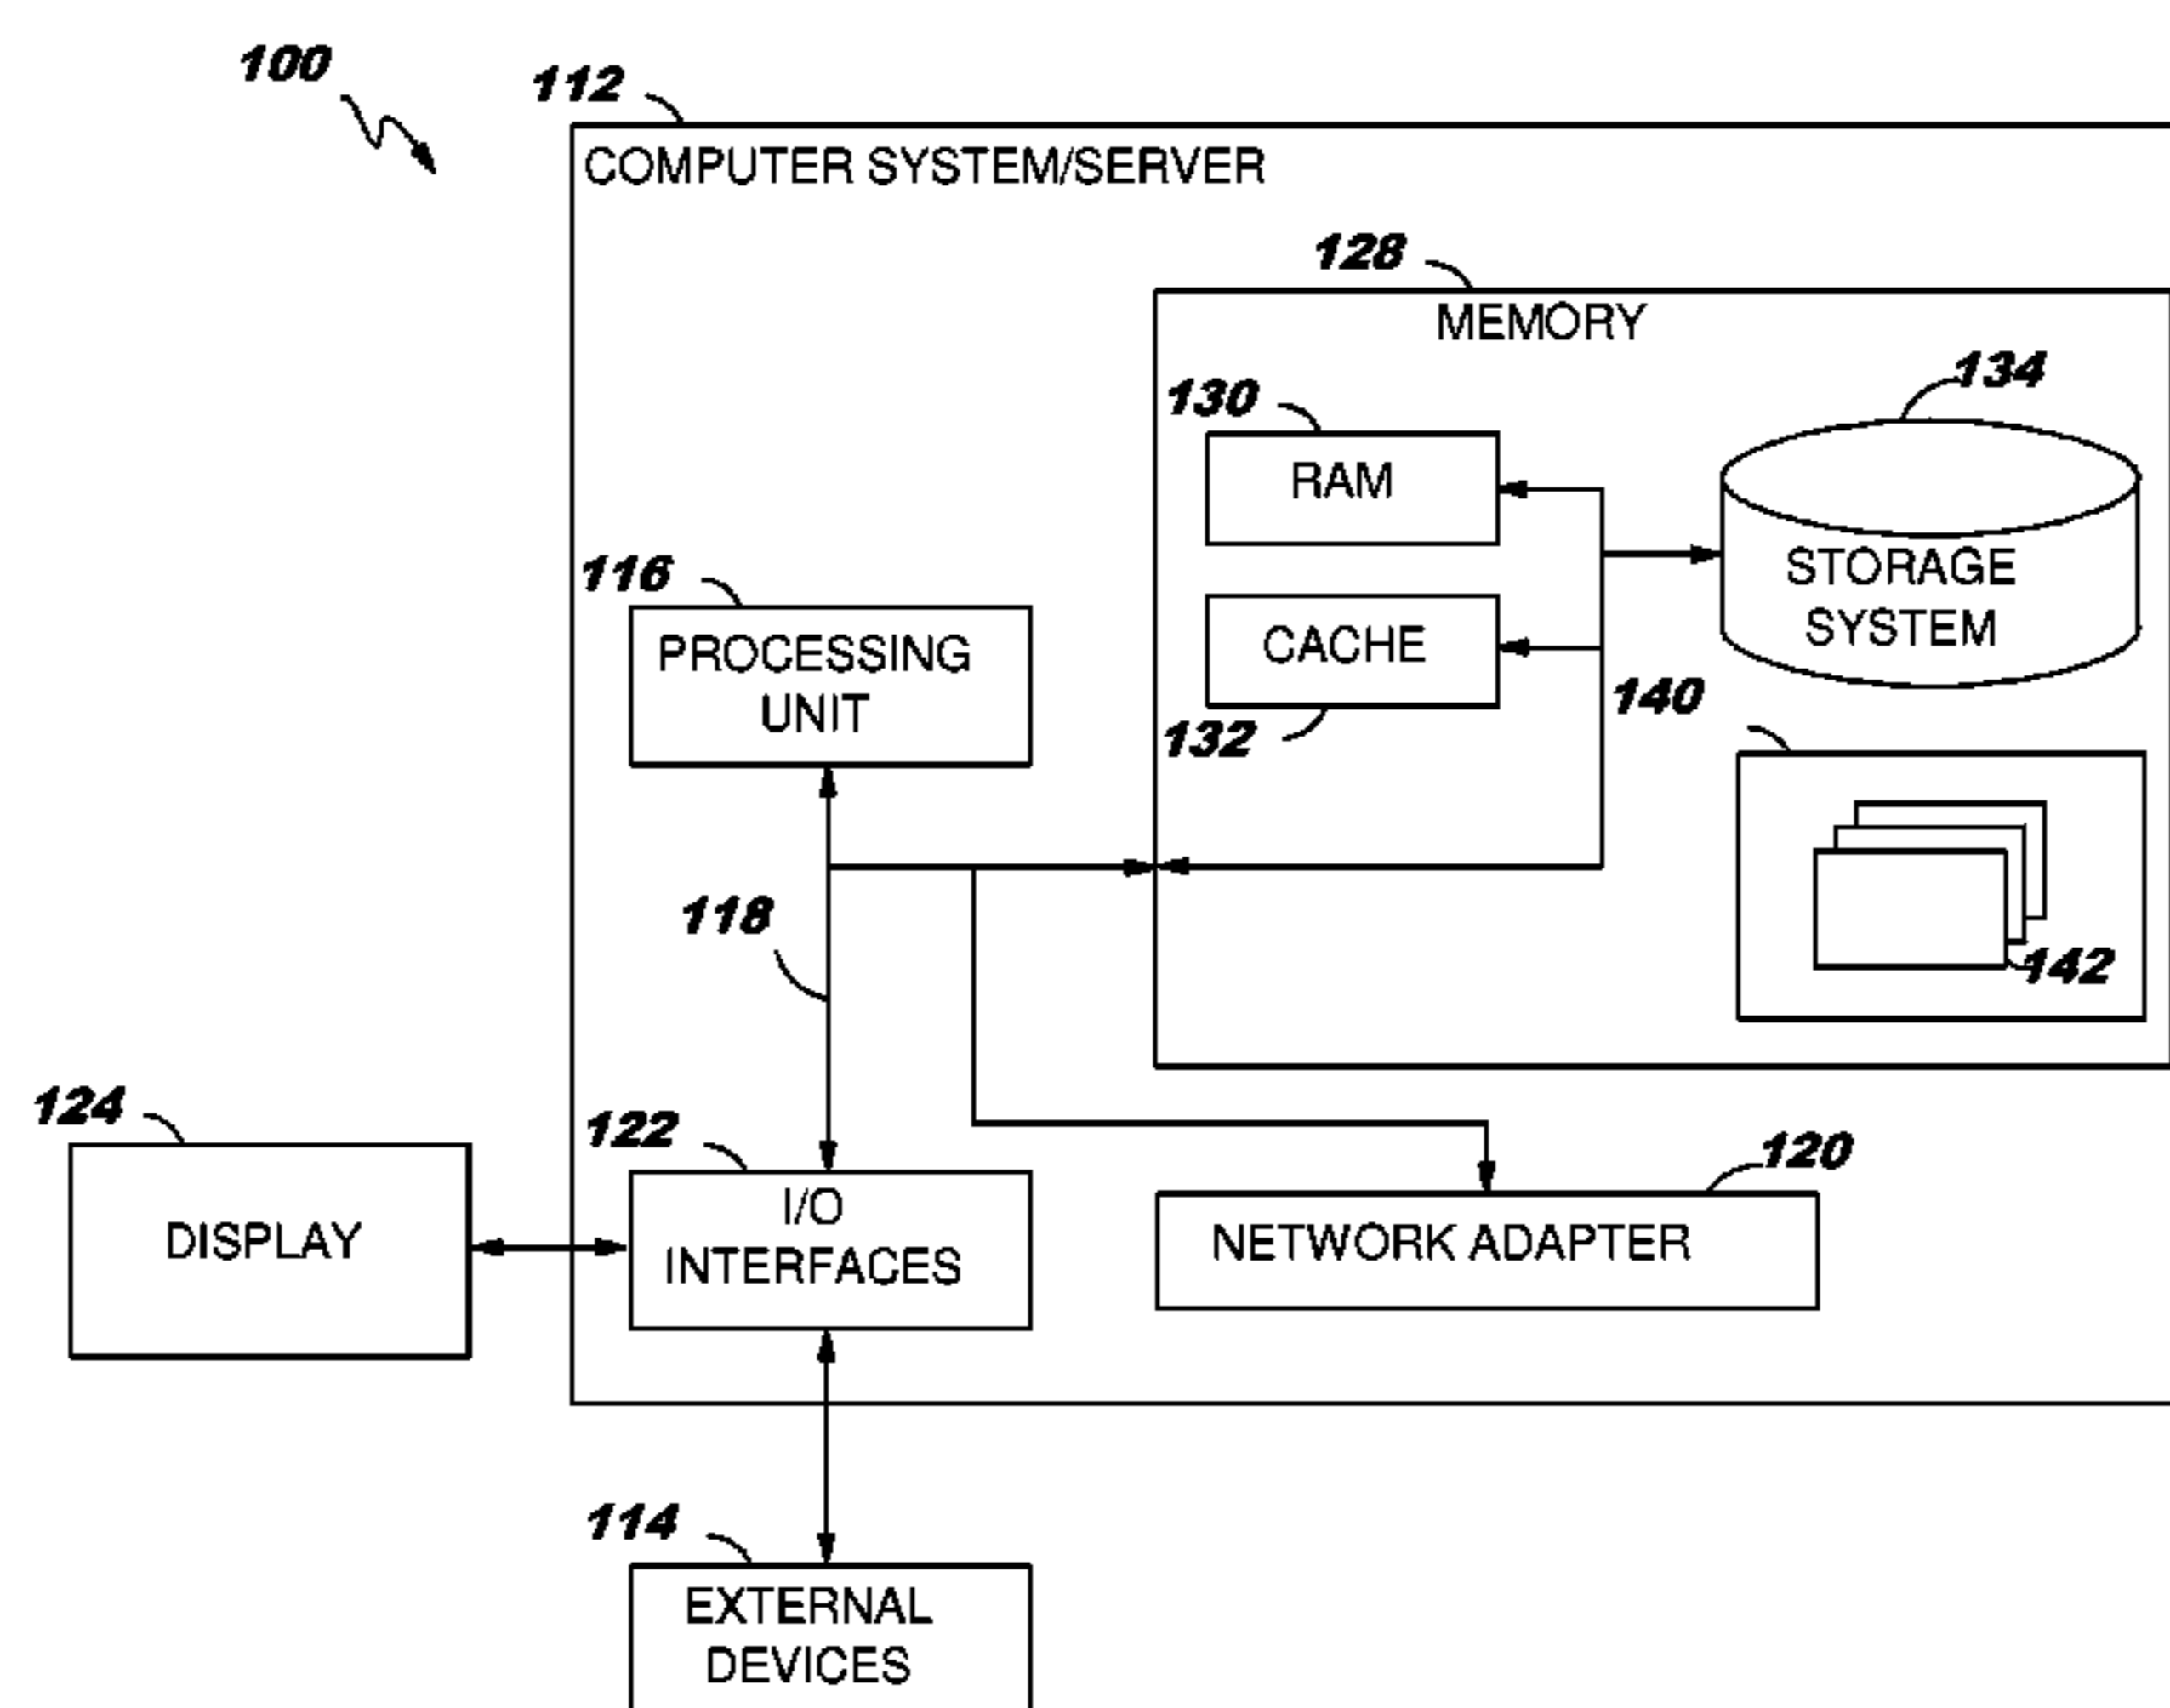 100
112
COMPUTER SYSTEM/SERVER
128
MEMORY
134
130
RAM
STORAGE
SYSTEM
116
PROCESSING
UNIT
CACHE
132
140
118
142
124
DISPLAY
122
I/O
INTERFACES
120
NETWORK ADAPTER
114
EXTERNAL
DEVICES